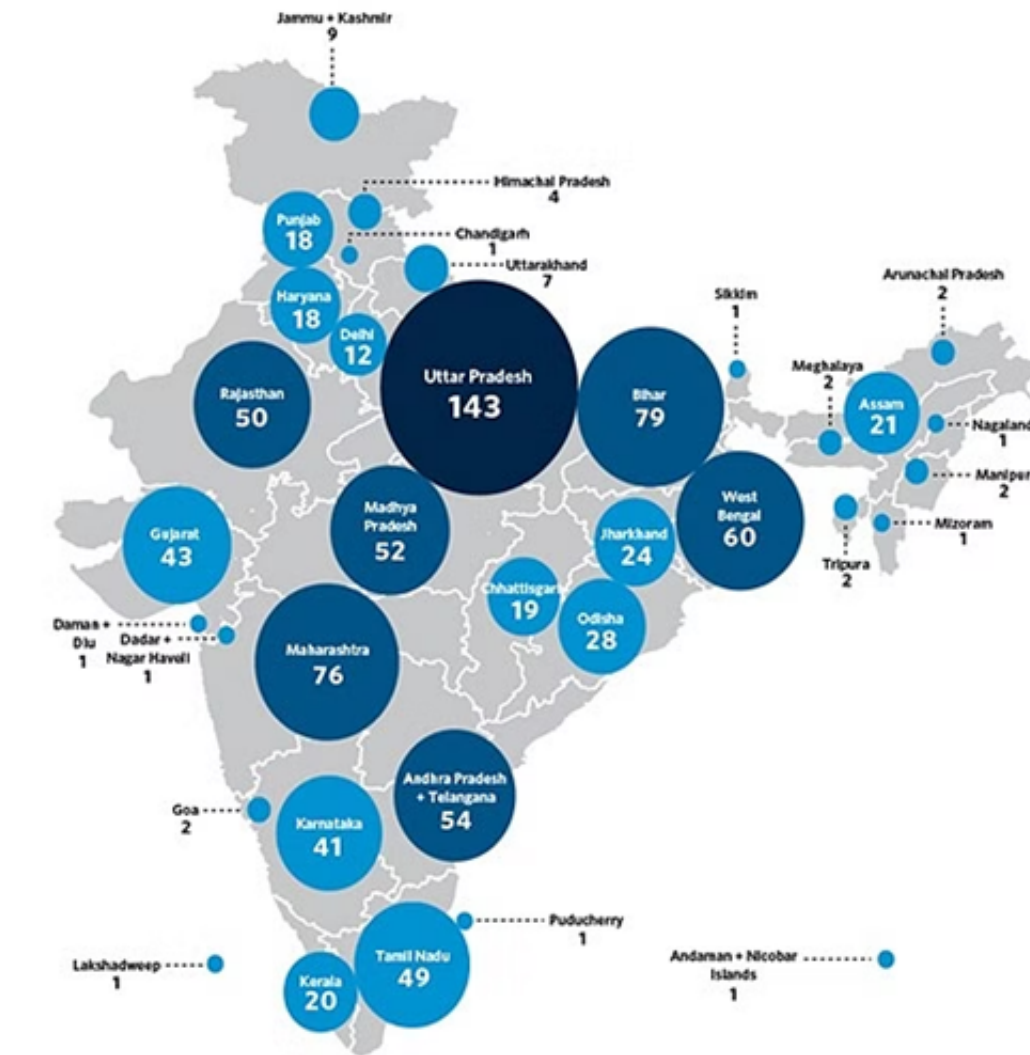 Jammu + Kashmir
9
Himachal Pradesh
4
Punjab
18
Chandigarh
1
Uttarakhand
7
Haryana
18
Delhi
12
Sikkim
1
Arunachal Pradesh
2
Meghalaya
2
Uttar Pradesh
143
Bihar
79
Rajasthan
50
Assam
21
Nagaland
1
Manipur
2
Mizoram
1
Tripura
2
West
Bengal
60
Madhya
Pradesh
52
Gujarat
43
Jharkhand
24
Chhattisgarh
19
Odisha
28
Daman +
Diu
1
Dadar +
Nagar Haveli
1
Maharashtra
76
Andhra Pradesh
+ Telangana
54
Goa
2
Karnataka
41
Puducherry
1
Lakshadweep
1
Kerala
20
Tamil Nadu
49
Andaman + Nicobar
Islands
1